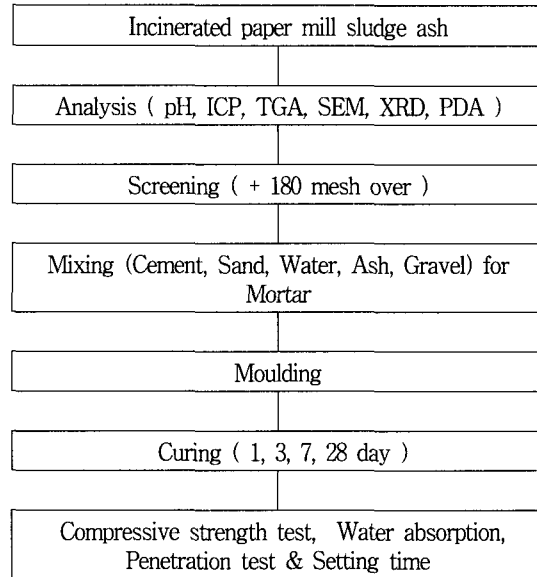 Incinerated paper mill sludge ash
Analysis ( pH, ICP, TGA, SEM, XRD, PDA )
Screening ( + 180 mesh over )
Mixing (Cement, Sand, Water, Ash, Gravel) for
Mortar
Moulding
Curing ( 1, 3, 7, 28 day )
Compressive strength test, Water absorption,
Penetration test & Setting time